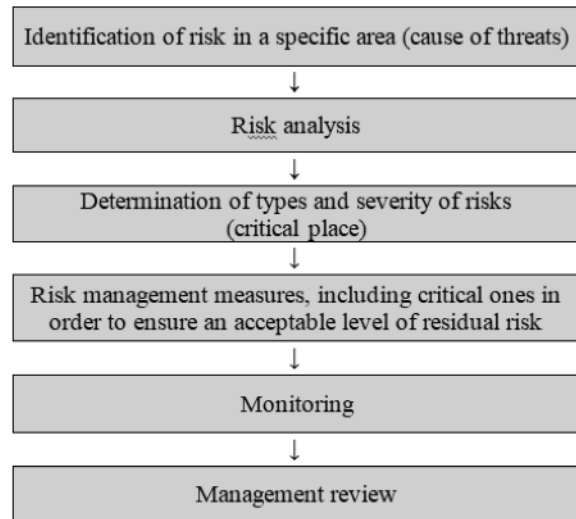 Identification of risk in a specific area (cause of threats)
↓
Risk analysis
↓
Determination of types and severity of risks
(critical place)
↓
Risk management measures, including critical ones in
order to ensure an acceptable level of residual risk
↓
Monitoring
↓
Management review